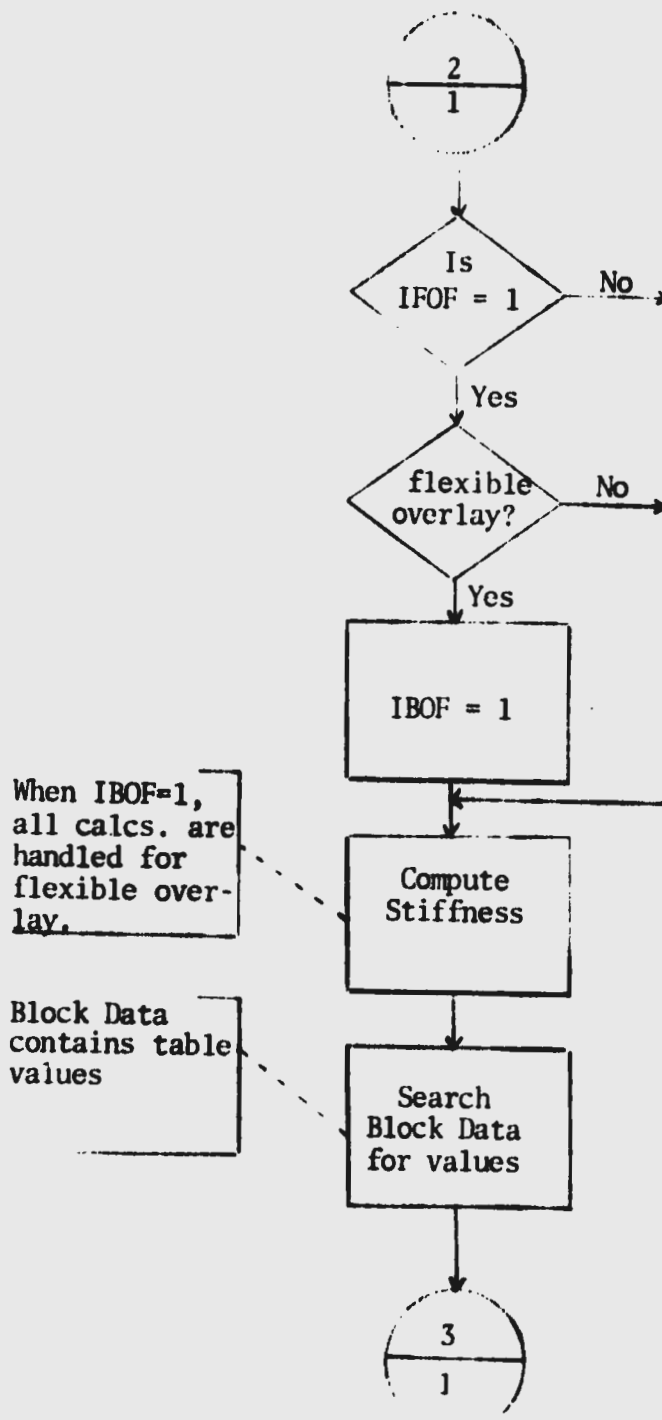 2
1
Is
IFOF = 1
No
Yes
flexible
overlay?
No
Yes
IBOF = 1
When IBOF=1,
all calcs. are
handled for
flexible over-
lay.
Compute
Stiffness
Block Data
contains table
values
Search
Block Data
for values
3
1